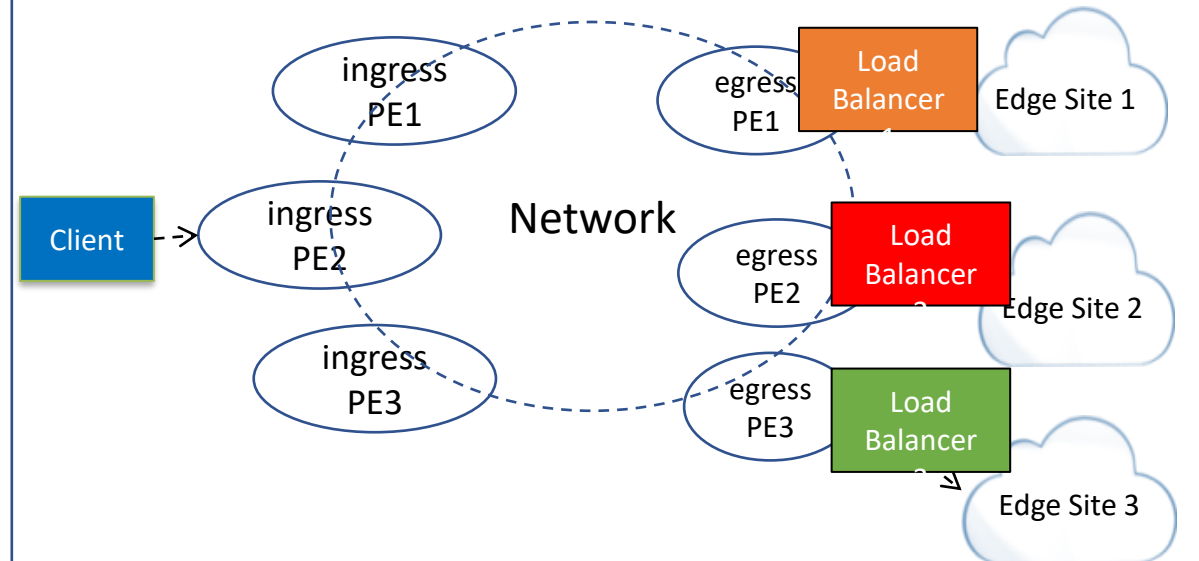 ingress
PE1
egress
PE1
Load
Balancer
Edge Site 1
Client
ingress
PE2
Network
egress
PE2
Load
Balancer
Edge Site 2
ingress
PE3
egress
PE3
Load
Balancer
Edge Site 3